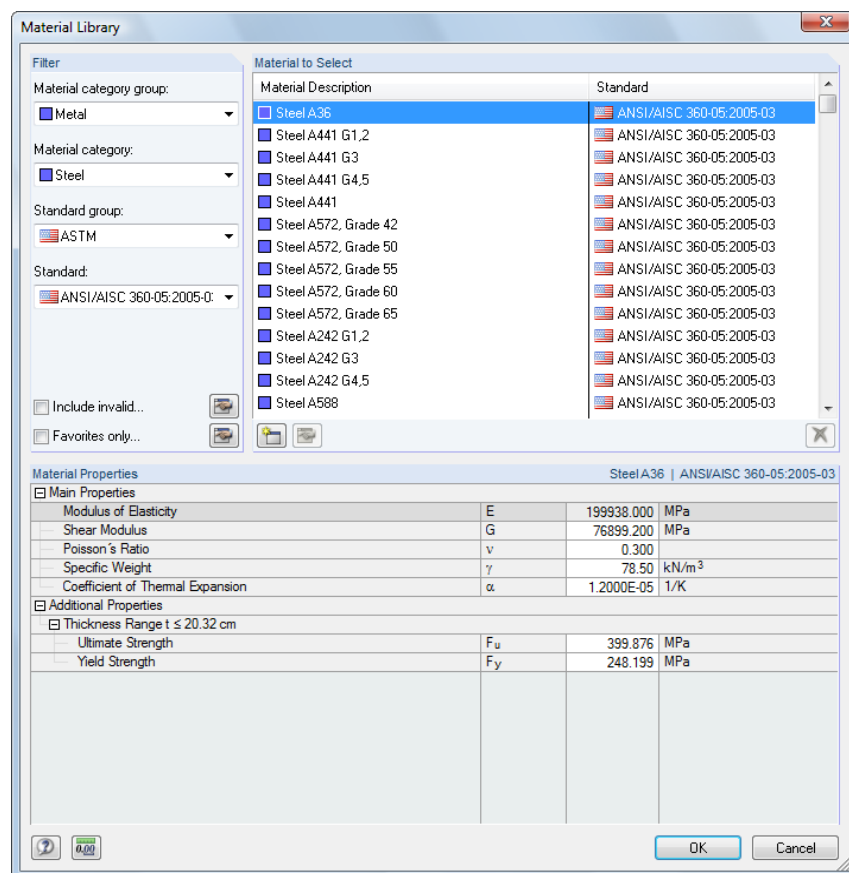 Material Library
Filter
Material category group:
Metal
Material category:
Steel
Standard group:
ASTM
Standard:
ANSI/AISC 360-05:2005-0:
Include invalid...
Favorites only...
Material to Select
Material Description Standard
Steel A36 ANSI/AISC 360-05:2005-03
Steel A441 G1,2 ANSI/AISC 360-05:2005-03
Steel A441 G3 ANSI/AISC 360-05:2005-03
Steel A441 G4,5 ANSI/AISC 360-05:2005-03
Steel A441 ANSI/AISC 360-05:2005-03
Steel A572, Grade 42 ANSI/AISC 360-05:2005-03
Steel A572, Grade 50 ANSI/AISC 360-05:2005-03
Steel A572, Grade 55 ANSI/AISC 360-05:2005-03
Steel A572, Grade 60 ANSI/AISC 360-05:2005-03
Steel A572, Grade 65 ANSI/AISC 360-05:2005-03
Steel A242 G1,2 ANSI/AISC 360-05:2005-03
Steel A242 G3 ANSI/AISC 360-05:2005-03
Steel A242 G4,5 ANSI/AISC 360-05:2005-03
Steel A588 ANSI/AISC 360-05:2005-03
Material Properties Steel A36 | ANSI/AISC 360-05:2005-03
Main Properties
Modulus of Elasticity E 199938.000 MPa
Shear Modulus G 76899.200 MPa
Poisson´s Ratio ν 0.300
Specific Weight γ 78.50 kN/m³
Coefficient of Thermal Expansion α 1.2000E-05 1/K
Additional Properties
Thickness Range t ≤ 20.32 cm
Ultimate Strength Fu 399.876 MPa
Yield Strength Fy 248.199 MPa
0.00
OK Cancel